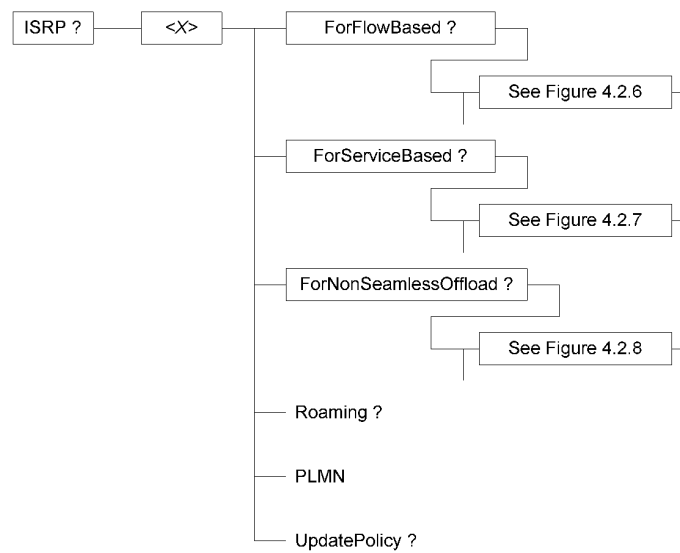 ISRP ?
<X>
ForFlowBased ?
See Figure 4.2.6
ForServiceBased ?
See Figure 4.2.7
ForNonSeamlessOffload ?
See Figure 4.2.8
Roaming ?
PLMN
UpdatePolicy ?